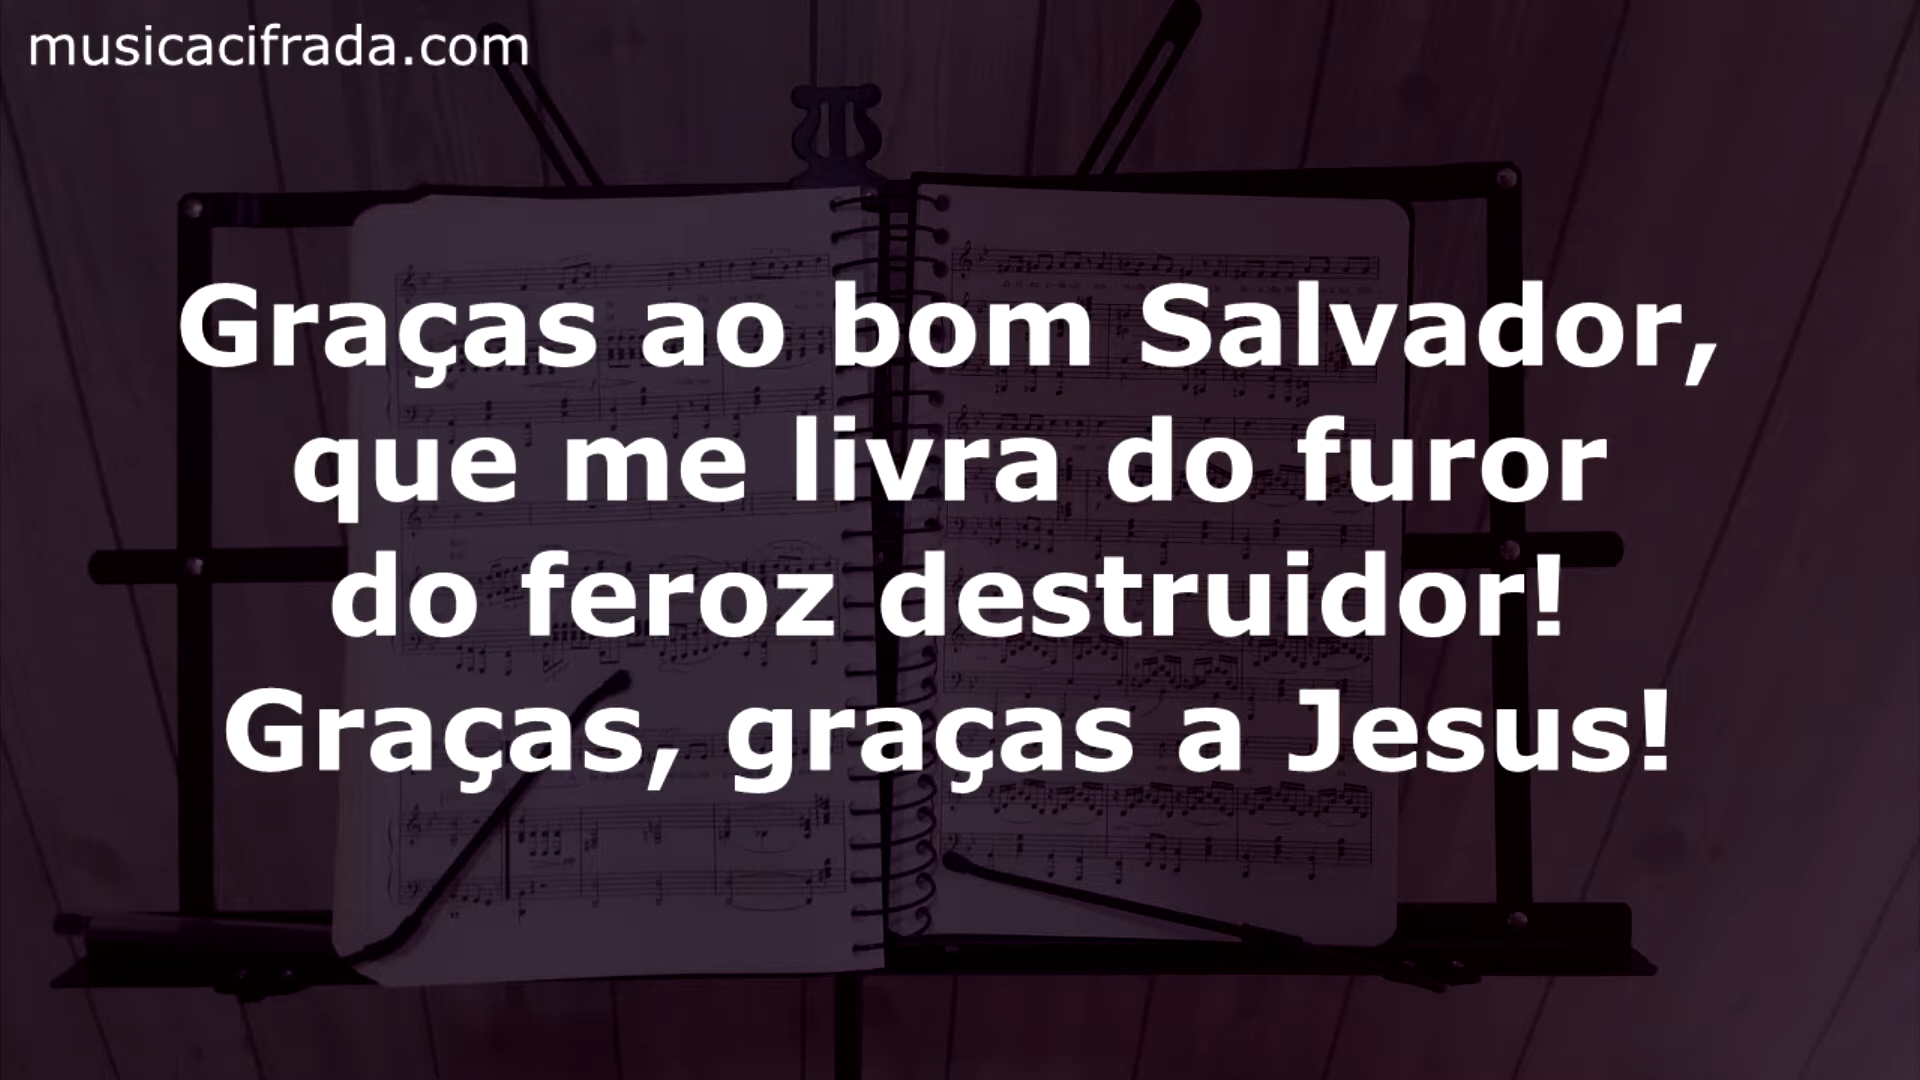 musicacifrada.com
Graças ao bom Salvador,
que me livra do furor
do feroz destruidor!
Graças, graças a Jesus!